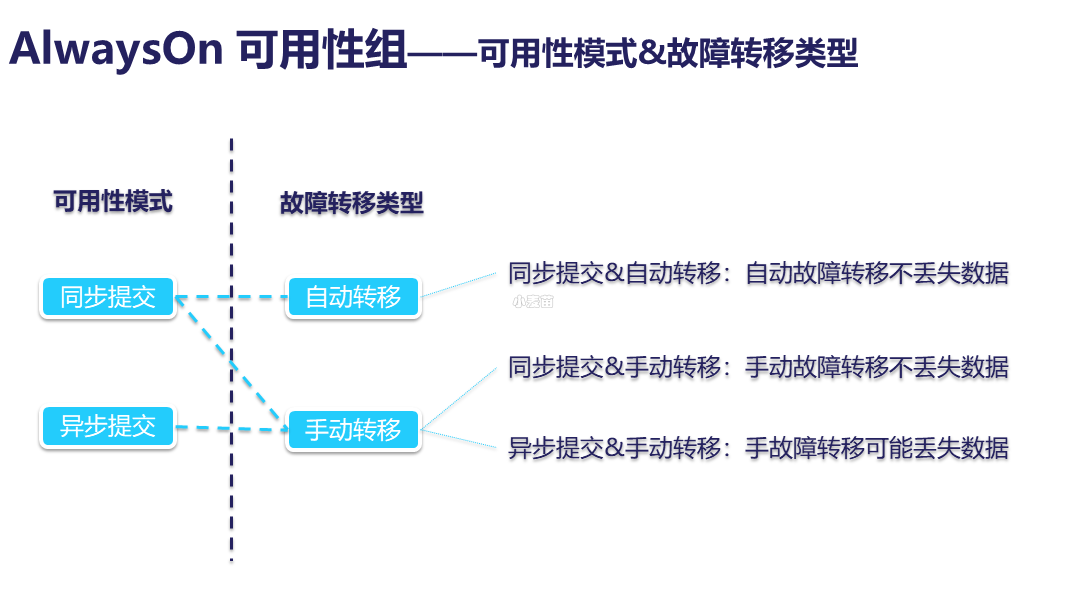 AlwaysOn 可用性组——可用性模式&故障转移类型
可用性模式
故障转移类型
同步提交
自动转移
同步提交&自动转移：自动故障转移不丢失数据
小麦苗
同步提交&手动转移：手动故障转移不丢失数据
异步提交
手动转移
异步提交&手动转移：手故障转移可能丢失数据